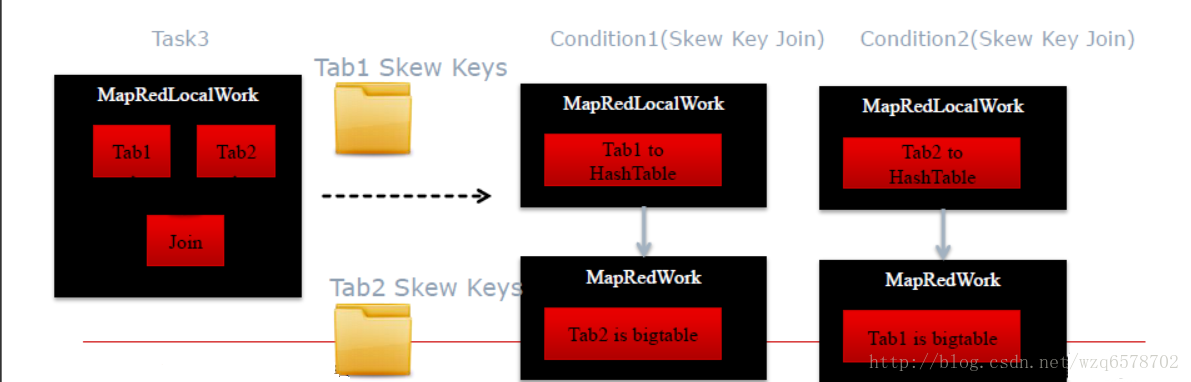 Task3
Condition1(Skew Key Join)
Condition2(Skew Key Join)
Tab1 Skew Keys
MapRedLocalWork
MapRedLocalWork
MapRedLocalWork
Tab1
Tab2
Tab1 to
HashTable
Tab2 to
HashTable
Join
Tab2 Skew Keys
MapRedWork
MapRedWork
Tab2 is bigtable
Tab1 is bigtable
http://blog.csdn.net/wzq6578702